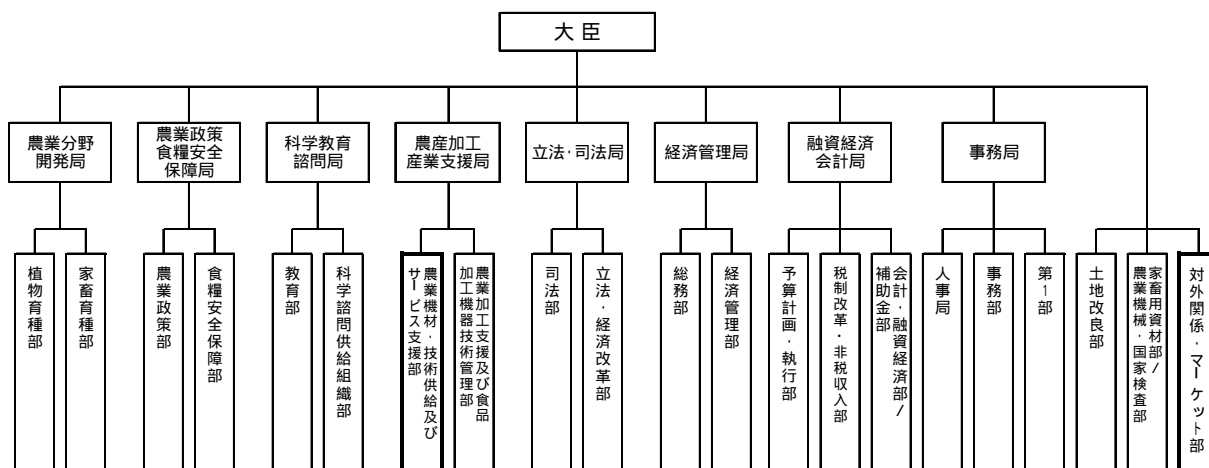 大 臣
農業分野
開発局
農業政策
食糧安全
保障局
科学教育
諮問局
農産加工
産業支援局
立法・司法局
経済管理局
融資経済
会計局
事務局
植物育種部
家畜育種部
農業政策部
食糧安全保障部
教育部
科学諮問供給組織部
農業機材・技術供給及び
サービス支援部
農業加工支援及び食品
加工機器技術管理部
司法部
立法・経済改革部
総務部
経済管理部
予算計画・執行部
税制改革・非税収入部
会計・融資経済部/
補助金部
人事局
事務部
第1部
土地改良部
家畜用資材部/
農業機械・国家検査部
対外関係・マーケット部